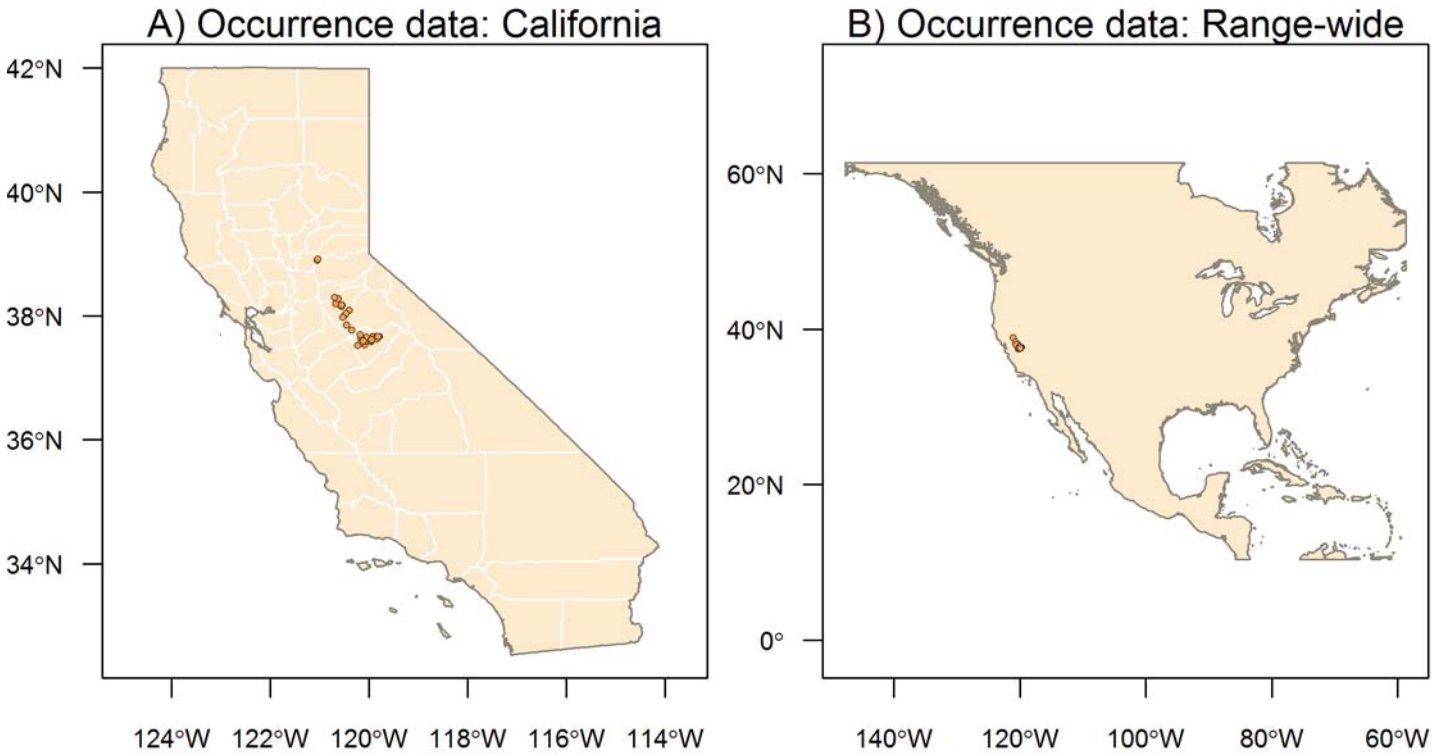 A) Occurrence data: California
42°N
40°N
38°N
36°N
34°N
124°W 122°W 120°W 118°W 116°W 114°W
B) Occurrence data: Range-wide
60°N
40°N
20°N
0°
140°W 120°W 100°W 80°W 60°W